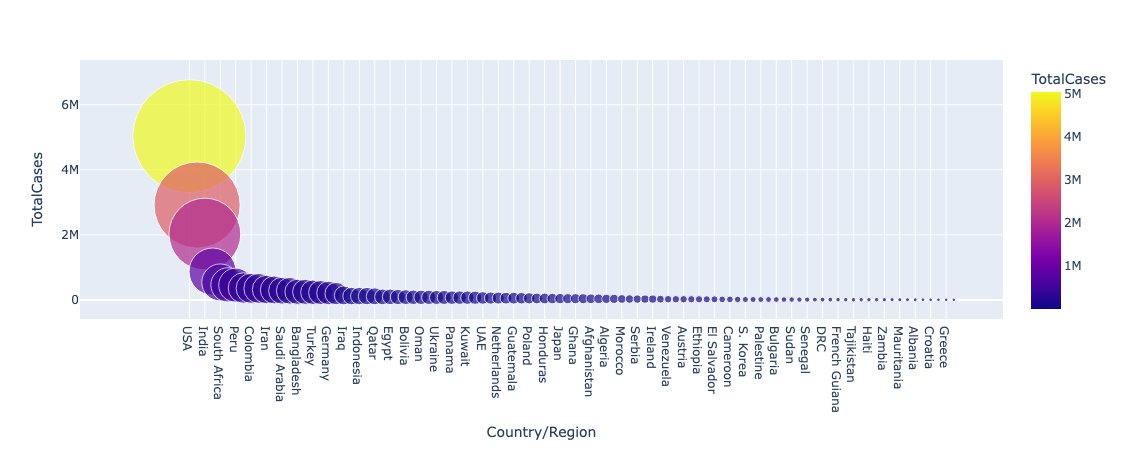 TotalCases
5M
4M
3M
2M
1M
6M
4M
2M
0
TotalCases
USA
India
South Africa
Peru
Colombia
Iran
Saudi Arabia
Bangladesh
Turkey
Germany
Iraq
Indonesia
Qatar
Egypt
Bolivia
Oman
Ukraine
Panama
Kuwait
UAE
Netherlands
Guatemala
Poland
Honduras
Japan
Ghana
Afghanistan
Algeria
Morocco
Serbia
Ireland
Venezuela
Austria
Ethiopia
El Salvador
Cameroon
S. Korea
Palestine
Bulgaria
Sudan
Senegal
DRC
French Guiana
Tajikistan
Haiti
Zambia
Mauritania
Albania
Croatia
Greece
Country/Region